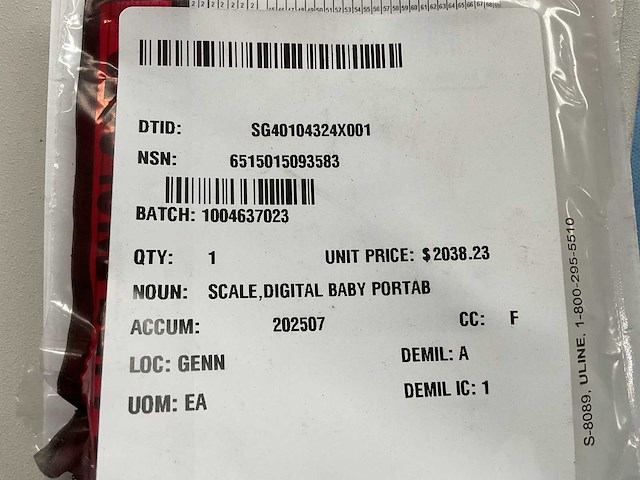 DTID: SG40104324X001
NSN: 6515015093583
BATCH: 1004637023
QTY: 1 UNIT PRICE: $2038.23
NOUN: SCALE,DIGITAL BABY PORTAB
ACCUM: 202507 CC: F
LOC: GENN DEMIL: A
UOM: EA DEMIL IC: 1
S-8089, ULINE, 1-800-295-5510